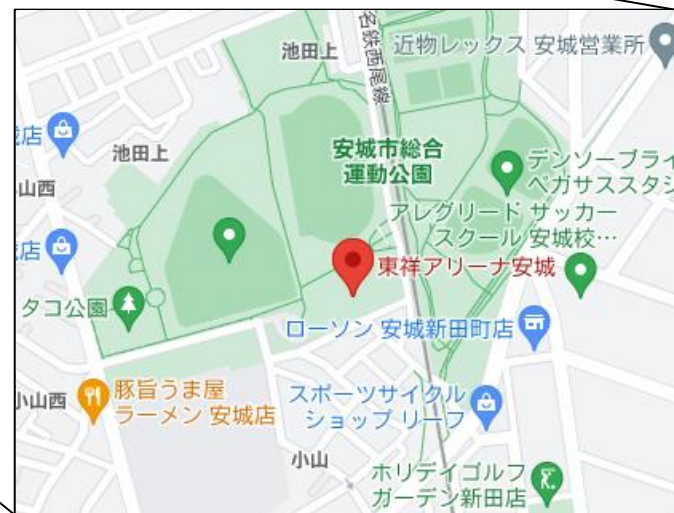 池田上
名鉄西尾線
近物レックス 安城営業所
店
池田上
安城市総合
運動公園
デンソーブライ
ペガサススタジ
山西
アレグリード サッカー
スクール 安城校…
店
東祥アリーナ安城
タコ公園
ローソン 安城新田町店
小山西
豚旨うま屋
ラーメン 安城店
スポーツサイクル
ショップ リーフ
小山
ホリデイゴルフ
ガーデン新田店